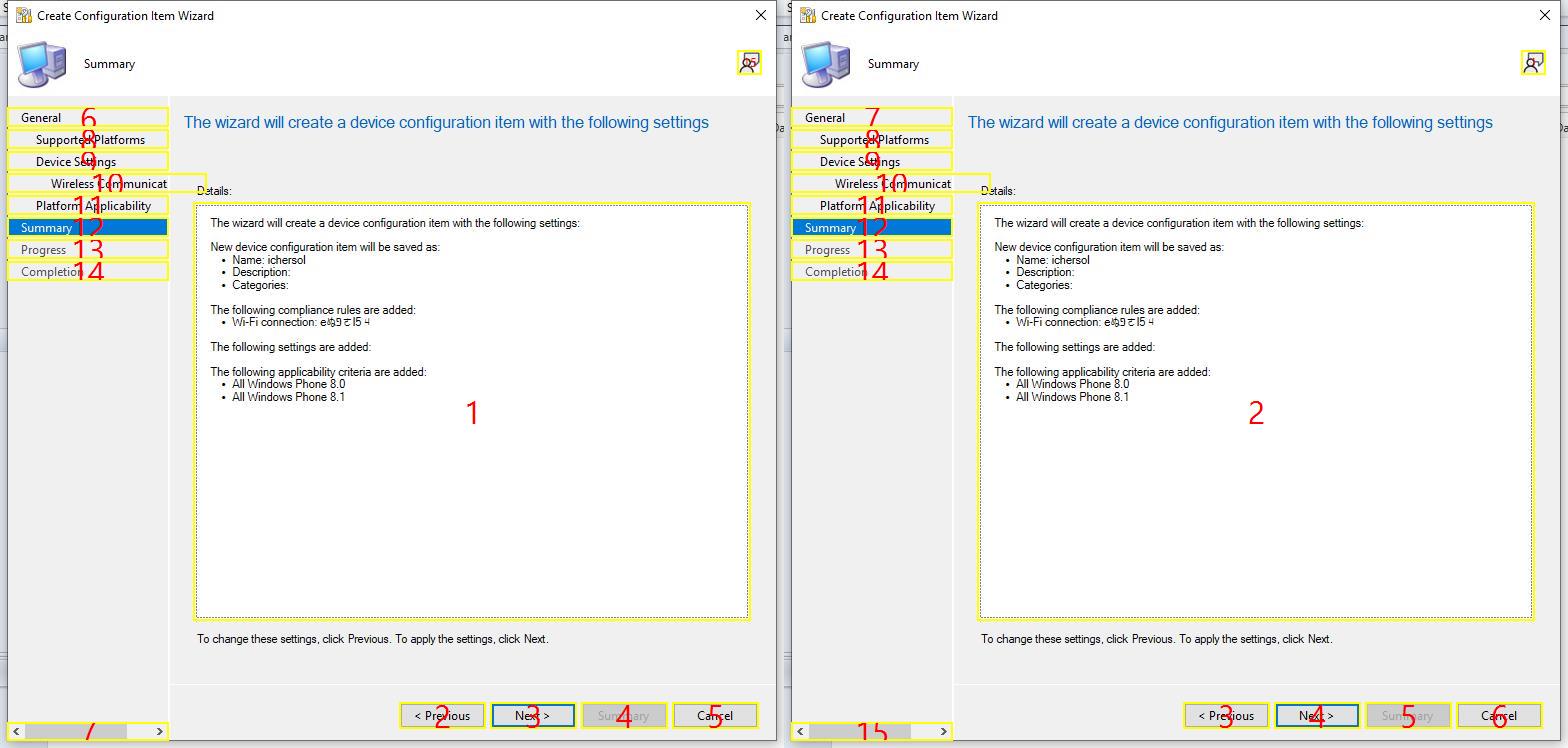 Create Configuration Item Wizard
Summary
General
Supported Platforms
Device Settings
Wireless Communicat
Platform Applicability
Summary
Progress
Completion
The wizard will create a device configuration item with the following settings
Details:
The wizard will create a device configuration item with the following settings:
New device configuration item will be saved as:
• Name: ichersol
• Description:
• Categories:
The following compliance rules are added:
• Wi-Fi connection:
The following settings are added:
The following applicability criteria are added:
• All Windows Phone 8.0
• All Windows Phone 8.1
To change these settings, click Previous. To apply the settings, click Next.
< Previous
Next >
Summary
Cancel
6
8
9
10
11
12
13
14
1
7
2
3
4
5
Create Configuration Item Wizard
Summary
General
Supported Platforms
Device Settings
Wireless Communicat
Platform Applicability
Summary
Progress
Completion
The wizard will create a device configuration item with the following settings
Details:
The wizard will create a device configuration item with the following settings:
New device configuration item will be saved as:
• Name: ichersol
• Description:
• Categories:
The following compliance rules are added:
• Wi-Fi connection:
The following settings are added:
The following applicability criteria are added:
• All Windows Phone 8.0
• All Windows Phone 8.1
To change these settings, click Previous. To apply the settings, click Next.
< Previous
Next >
Summary
Cancel
7
8
9
10
11
12
13
14
2
15
3
4
5
6